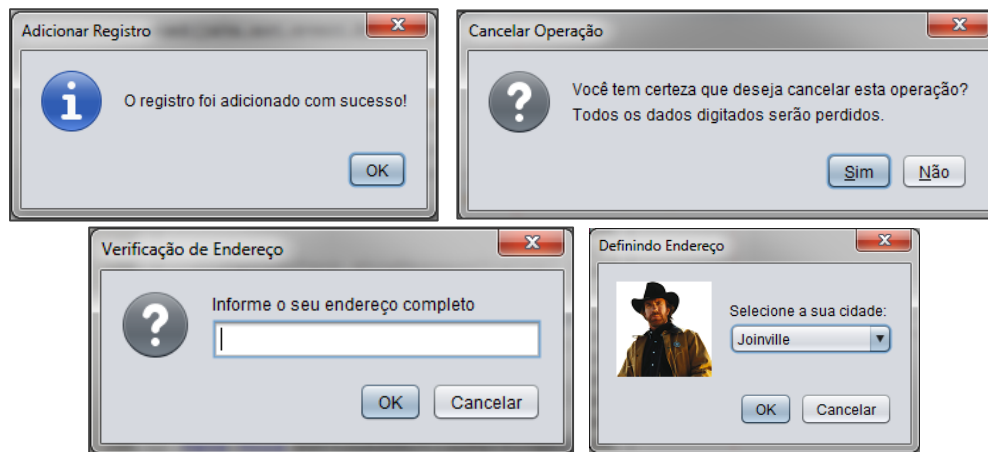 Adicionar Registro
O registro foi adicionado com sucesso!
OK
Cancelar Operação
Você tem certeza que deseja cancelar esta operação?
Todos os dados digitados serão perdidos.
Sim Não
Verificação de Endereço
Informe o seu endereço completo
OK Cancelar
Definindo Endereço
Selecione a sua cidade:
Joinville
OK Cancelar